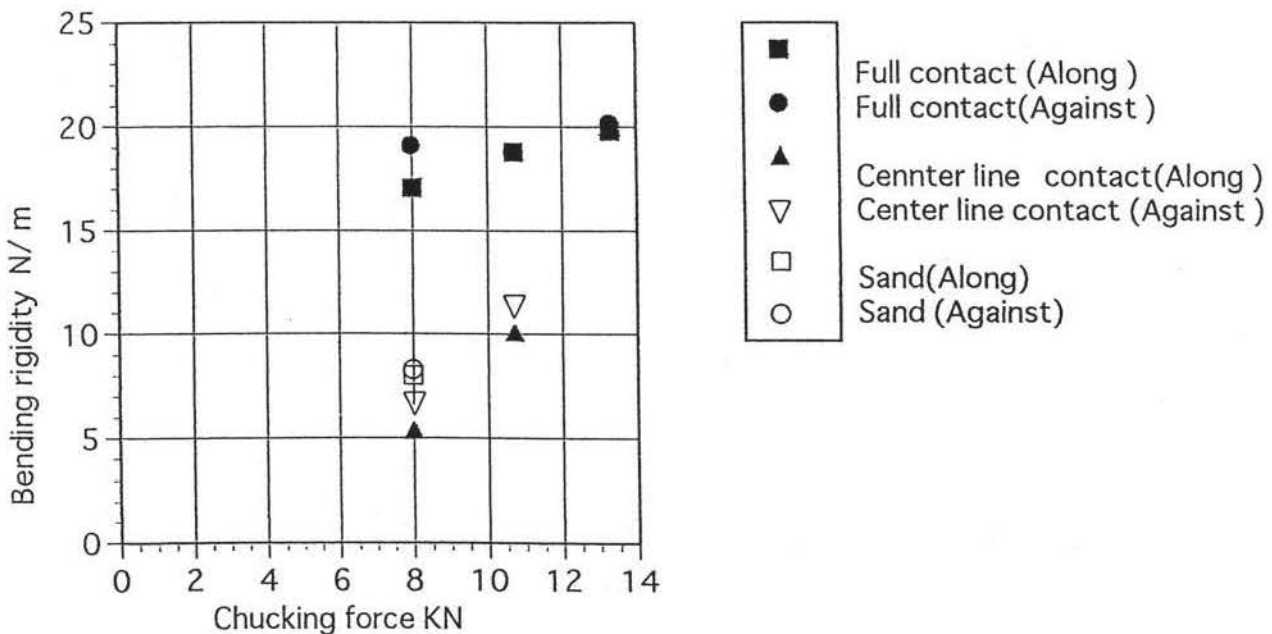 25
20
15
10
5
0
Bending rigidity N/ m
0 2 4 6 8 10 12 14
Chucking force KN
Full contact (Along )
Full contact(Against )
Cennter line contact(Along )
Center line contact (Against )
Sand(Along)
Sand (Against)